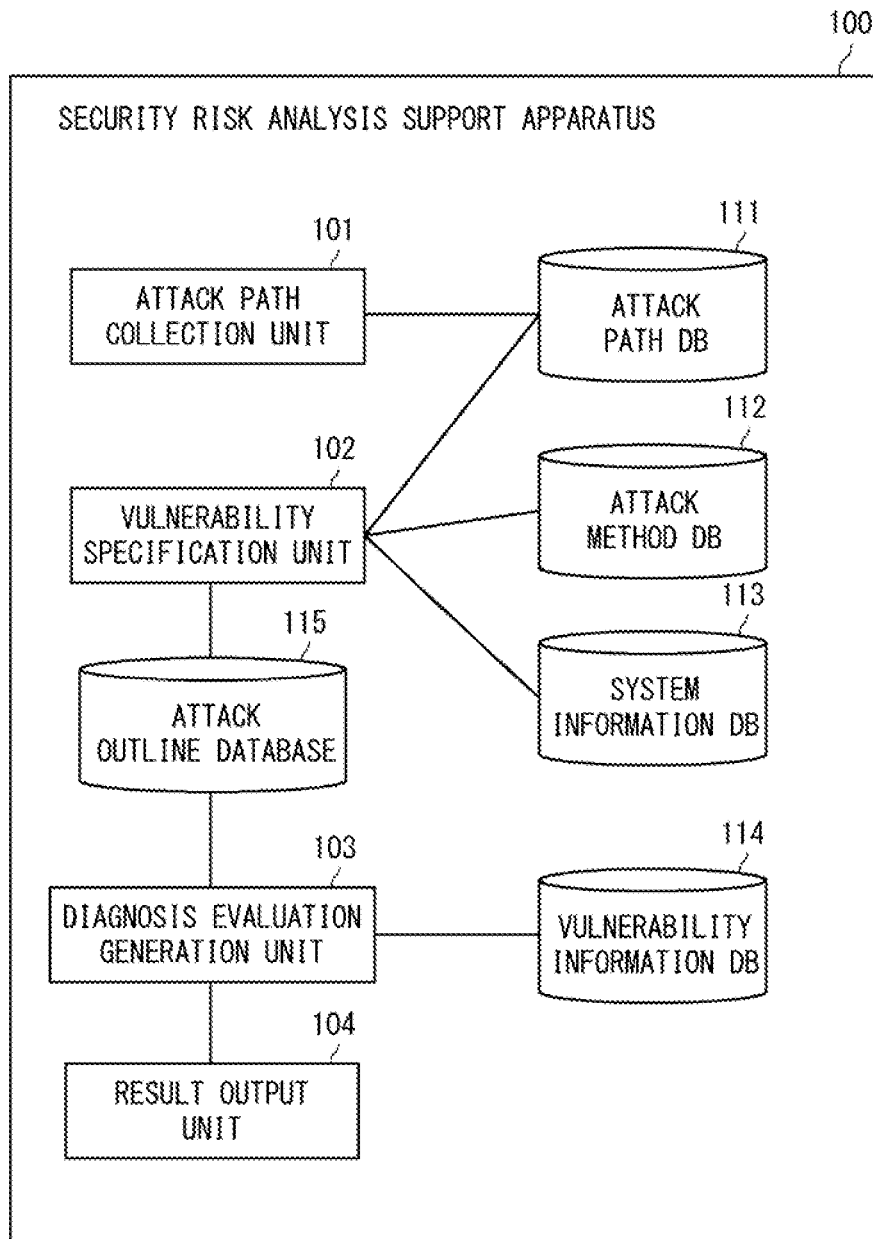 100
SECURITY RISK ANALYSIS SUPPORT APPARATUS
101
ATTACK PATH
COLLECTION UNIT
111
ATTACK
PATH DB
102
VULNERABILITY
SPECIFICATION UNIT
112
ATTACK
METHOD DB
115
ATTACK
OUTLINE DATABASE
113
SYSTEM
INFORMATION DB
103
DIAGNOSIS EVALUATION
GENERATION UNIT
114
VULNERABILITY
INFORMATION DB
104
RESULT OUTPUT
UNIT